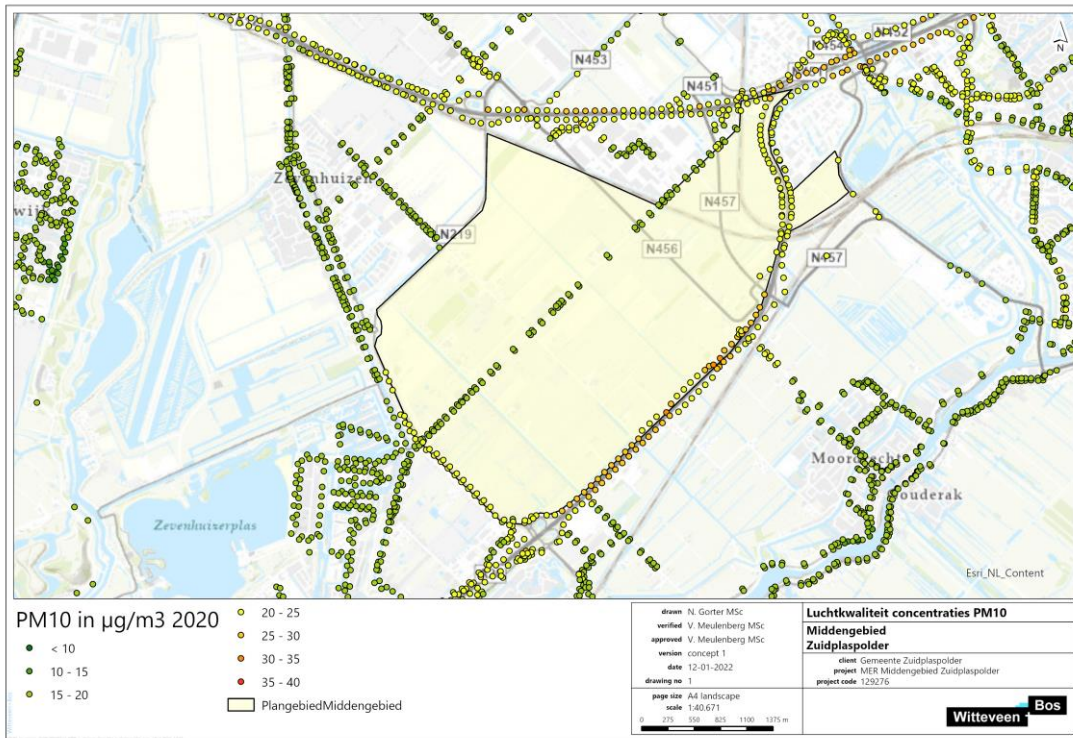 N453
N452
N454
N451
N
Zevenhuizen
N219
N457
N456
N457
Moordrecht
Gouderak
Zevenhuizerplas
Esri_NL_Content
PM10 in µg/m3 2020
< 10
10 - 15
15 - 20
20 - 25
25 - 30
30 - 35
35 - 40
PlangebiedMiddengebied
drawn N. Gorter MSc
verified V. Meulenberg MSc
approved V. Meulenberg MSc
version concept 1
date 12-01-2022
drawing no 1
page size A4 landscape
scale 1:40.671
0 275 550 825 1100 1375 m
Luchtkwaliteit concentraties PM10
Middengebied
Zuidplaspolder
client Gemeente Zuidplaspolder
project MER Middengebied Zuidplaspolder
project code 129276
Witteveen + Bos